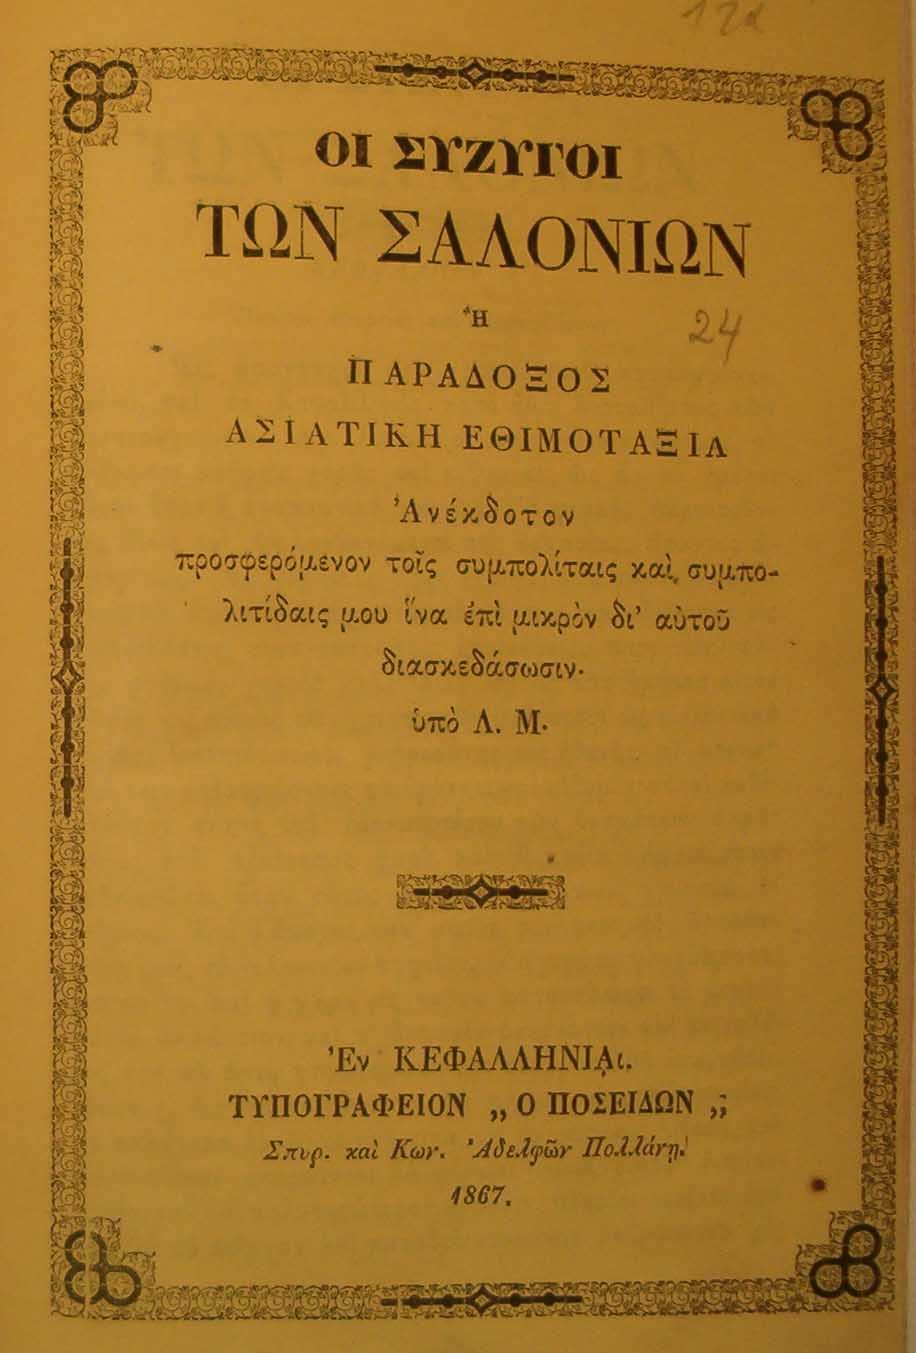 ΟΙ ΣΥΖΥΓΟΙ
ΤΩΝ ΣΑΛΟΝΙΩΝ
Ἢ
24
ΠΑΡΑΔΟΞΟΣ
ΑΣΙΑΤΙΚΗ ΕΘΙΜΟΤΑΞΙΑ
Ἀνέκδοτον
προσφερόμενον τοῖς συμπολίταις καὶ συμπο-
λιτίδαις μου ἵνα ἐπὶ μικρὸν δι' αὐτοῦ
διασκεδάσωσιν.
ὑπὸ Λ. Μ.
Ἐν ΚΕΦΑΛΛΗΝΙΑι.
ΤΥΠΟΓΡΑΦΕΙΟΝ „ Ο ΠΟΣΕΙΔΩΝ „
Σπυρ. καὶ Κων. Ἀδελφῶν Πολλάνη.
1867.